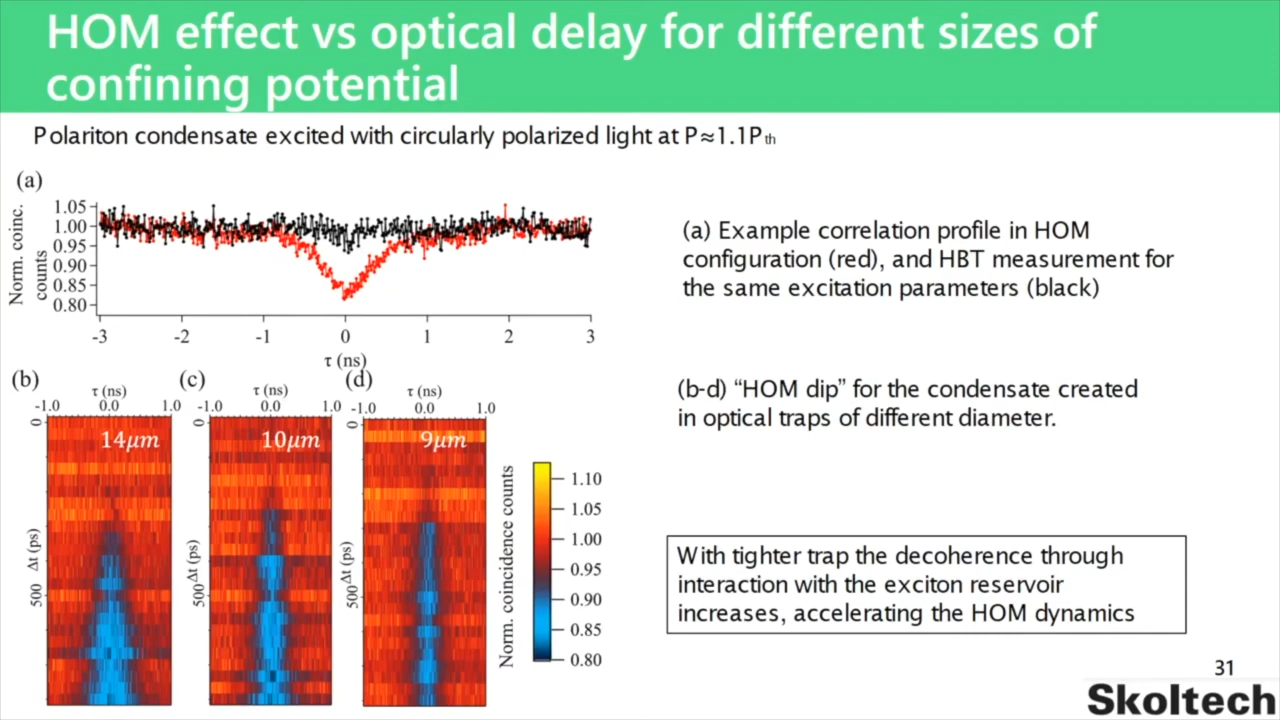 HOM effect vs optical delay for different sizes of
confining potential
Polariton condensate excited with circularly polarized light at P≈1.1Pth
(a)
Norm. coinc.
counts
1.05
1.00
0.95
0.90
0.85
0.80
-3 -2 -1 0 1 2 3
τ (ns)
(a) Example correlation profile in HOM
configuration (red), and HBT measurement for
the same excitation parameters (black)
(b) τ (ns) (c) τ (ns) (d) τ (ns)
-1.0 0.0 1.0 -1.0 0.0 1.0 -1.0 0.0 1.0
0 0 0
14μm 10μm 9μm
Δt (ps) Δt (ps) Δt (ps)
500 500 500
Norm. coincidence counts
1.10
1.05
1.00
0.95
0.90
0.85
0.80
(b-d) “HOM dip” for the condensate created
in optical traps of different diameter.
With tighter trap the decoherence through
interaction with the exciton reservoir
increases, accelerating the HOM dynamics
31
Skoltech